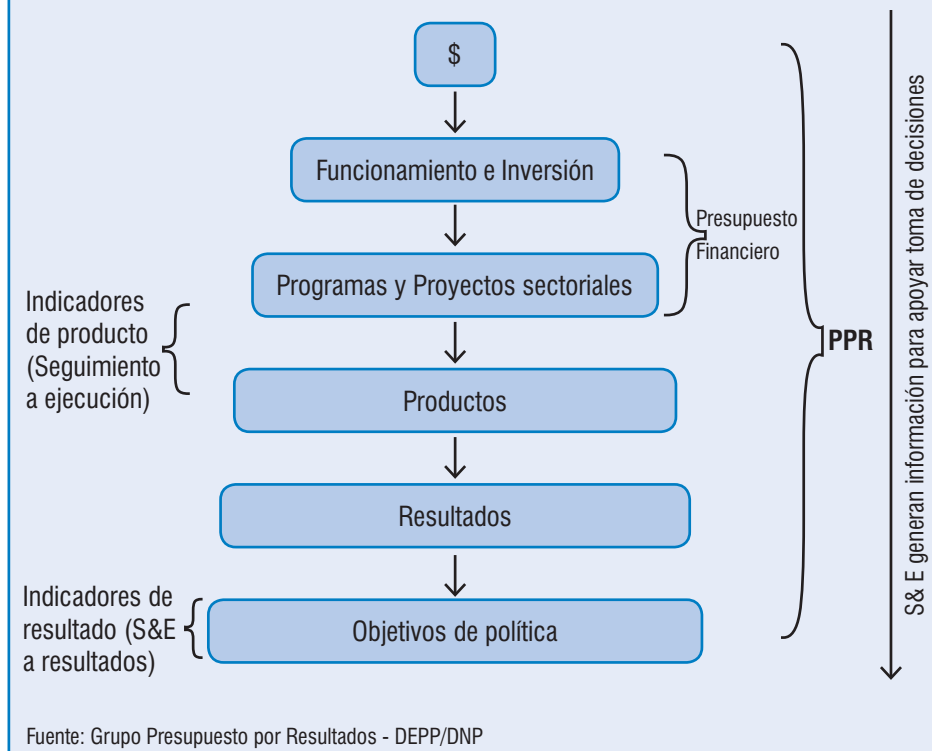 $
Funcionamiento e Inversión
Presupuesto
Financiero
Programas y Proyectos sectoriales
Indicadores
de producto
(Seguimiento
a ejecución)
PPR
Productos
Resultados
Indicadores de
resultado (S&E
a resultados)
Objetivos de política
S& E generan información para apoyar toma de decisiones
Fuente: Grupo Presupuesto por Resultados - DEPP/DNP